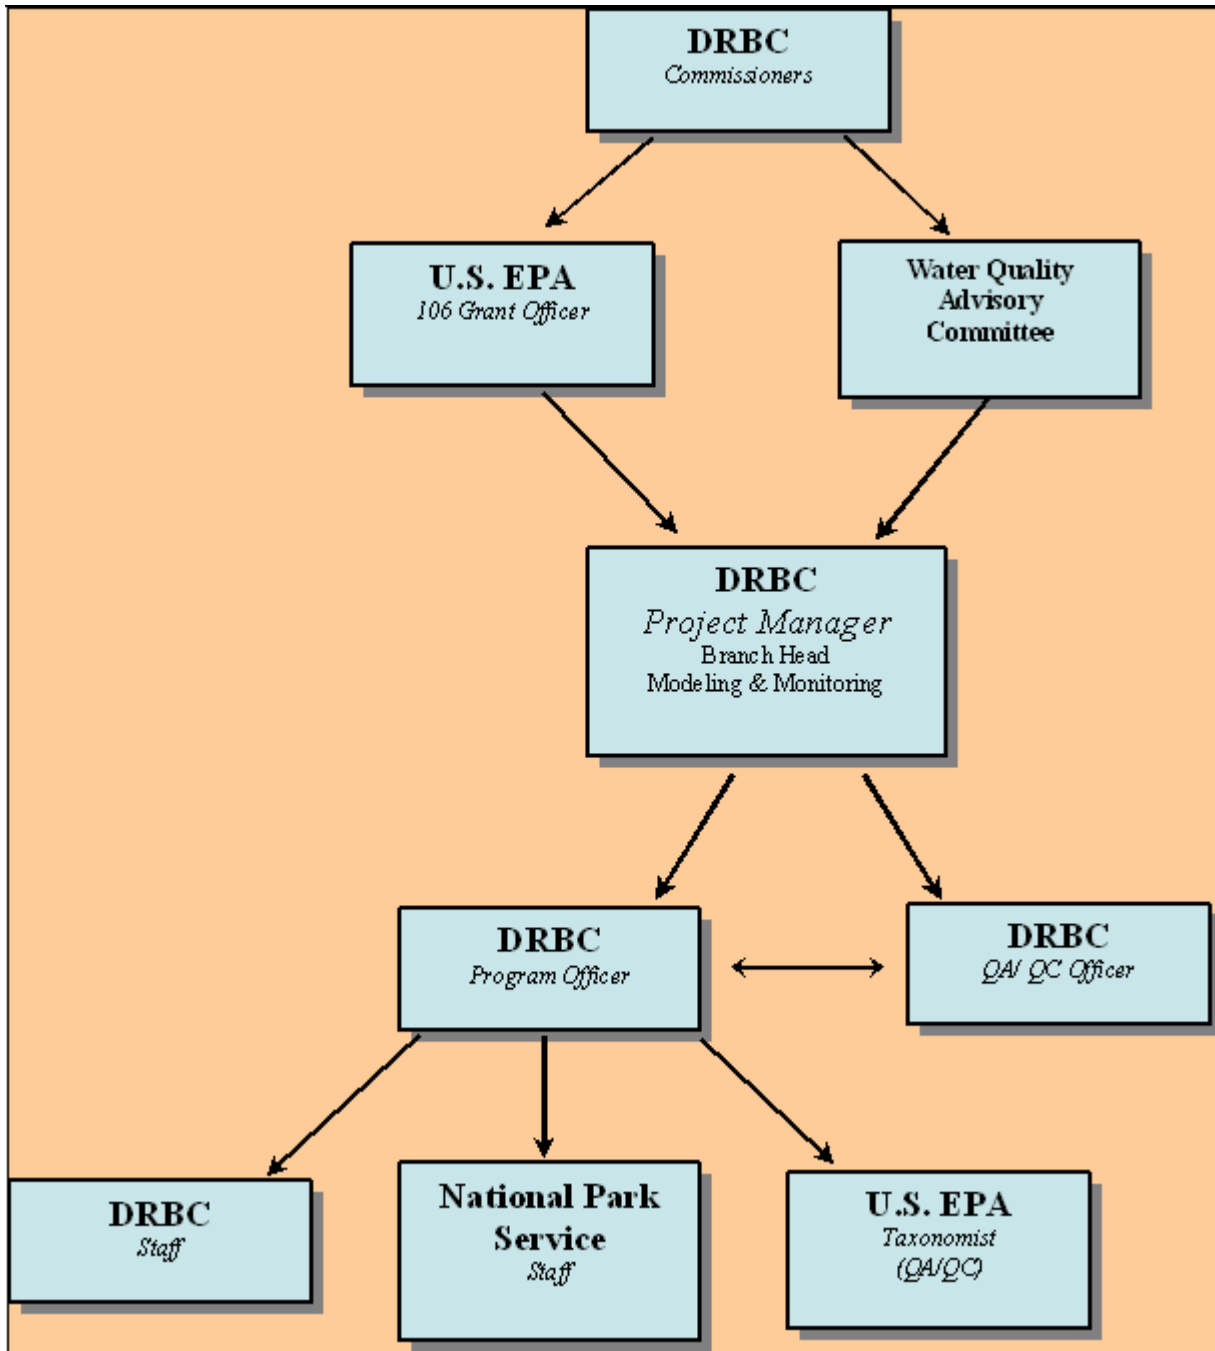 DRBC
Commissioners
U.S. EPA
106 Grant Officer
Water Quality
Advisory
Committee
DRBC
Project Manager
Branch Head
Modeling & Monitoring
DRBC
Program Officer
DRBC
QA/ QC Officer
DRBC
Staff
National Park
Service
Staff
U.S. EPA
Taxonomist
(QA/QC)